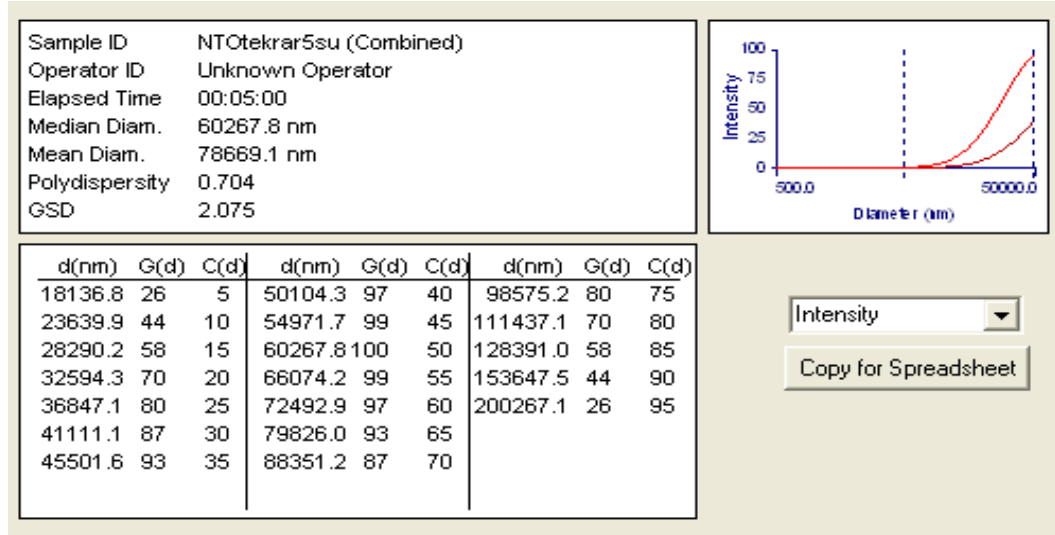 Sample ID NTOtekrar5su (Combined)
Operator ID Unknown Operator
Elapsed Time 00:05:00
Median Diam. 60267.8 nm
Mean Diam. 78669.1 nm
Polydispersity 0.704
GSD 2.075
100
75
50
25
0
Intensity
500.0 50000.0
Diameter (nm)
d(nm) G(d) C(d) d(nm) G(d) C(d) d(nm) G(d) C(d)
18136.8 26 5 50104.3 97 40 98575.2 80 75
23639.9 44 10 54971.7 99 45 111437.1 70 80
28290.2 58 15 60267.8 100 50 128391.0 58 85
32594.3 70 20 66074.2 99 55 153647.5 44 90
36847.1 80 25 72492.9 97 60 200267.1 26 95
41111.1 87 30 79826.0 93 65
45501.6 93 35 88351.2 87 70
Intensity
Copy for Spreadsheet